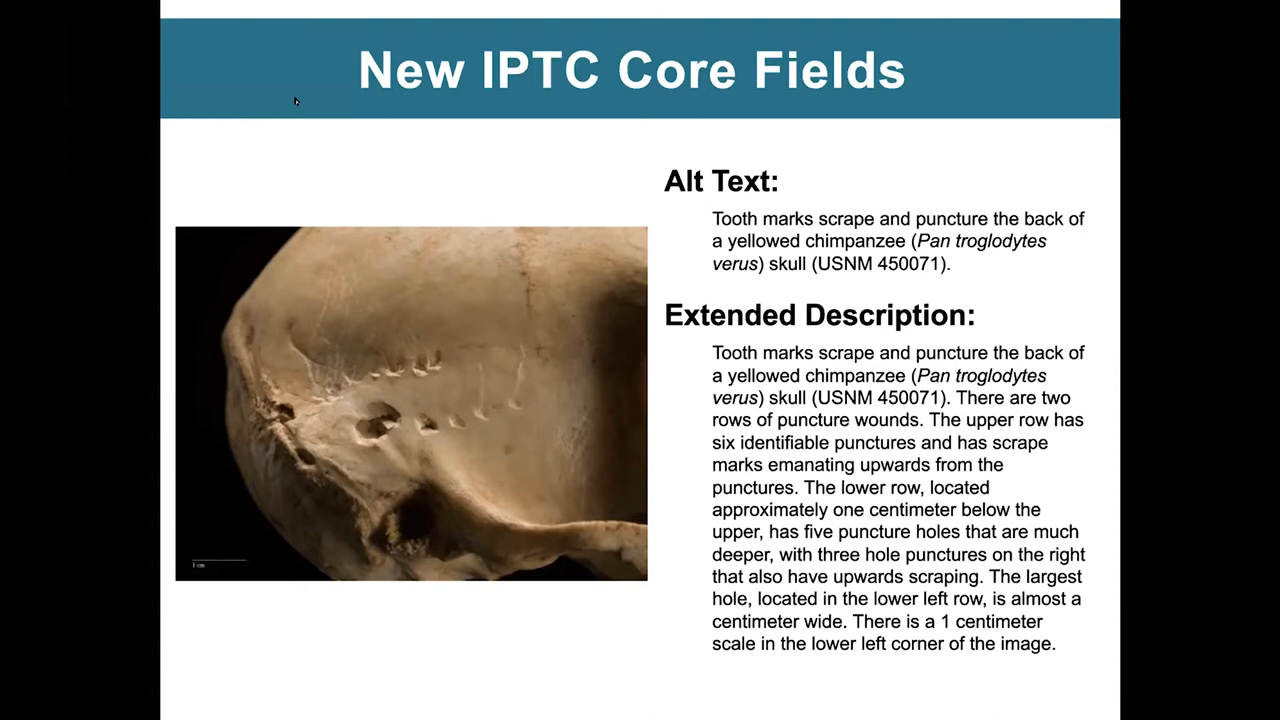 New IPTC Core Fields
Alt Text:
Tooth marks scrape and puncture the back of
a yellowed chimpanzee (Pan troglodytes
verus) skull (USNM 450071).
Extended Description:
Tooth marks scrape and puncture the back of
a yellowed chimpanzee (Pan troglodytes
verus) skull (USNM 450071). There are two
rows of puncture wounds. The upper row has
six identifiable punctures and has scrape
marks emanating upwards from the
punctures. The lower row, located
approximately one centimeter below the
upper, has five puncture holes that are much
deeper, with three hole punctures on the right
that also have upwards scraping. The largest
hole, located in the lower left row, is almost a
centimeter wide. There is a 1 centimeter
scale in the lower left corner of the image.
1 cm